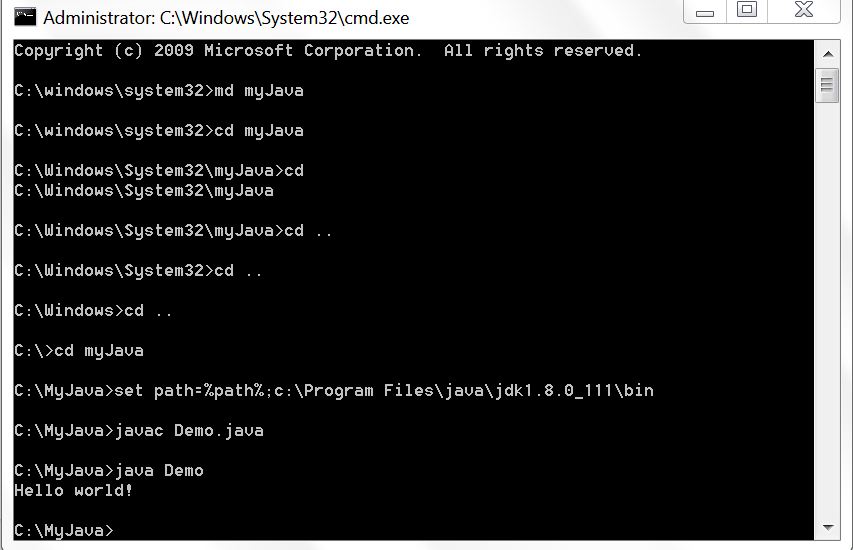 Administrator: C:\Windows\System32\cmd.exe
Copyright (c) 2009 Microsoft Corporation.  All rights reserved.
C:\windows\system32>md myJava
C:\windows\system32>cd myJava
C:\Windows\System32\myJava>cd
C:\Windows\System32\myJava
C:\Windows\System32\myJava>cd ..
C:\Windows\System32>cd ..
C:\Windows>cd ..
C:\>cd myJava
C:\MyJava>set path=%path%;c:\Program Files\java\jdk1.8.0_111\bin
C:\MyJava>javac Demo.java
C:\MyJava>java Demo
Hello world!
C:\MyJava>